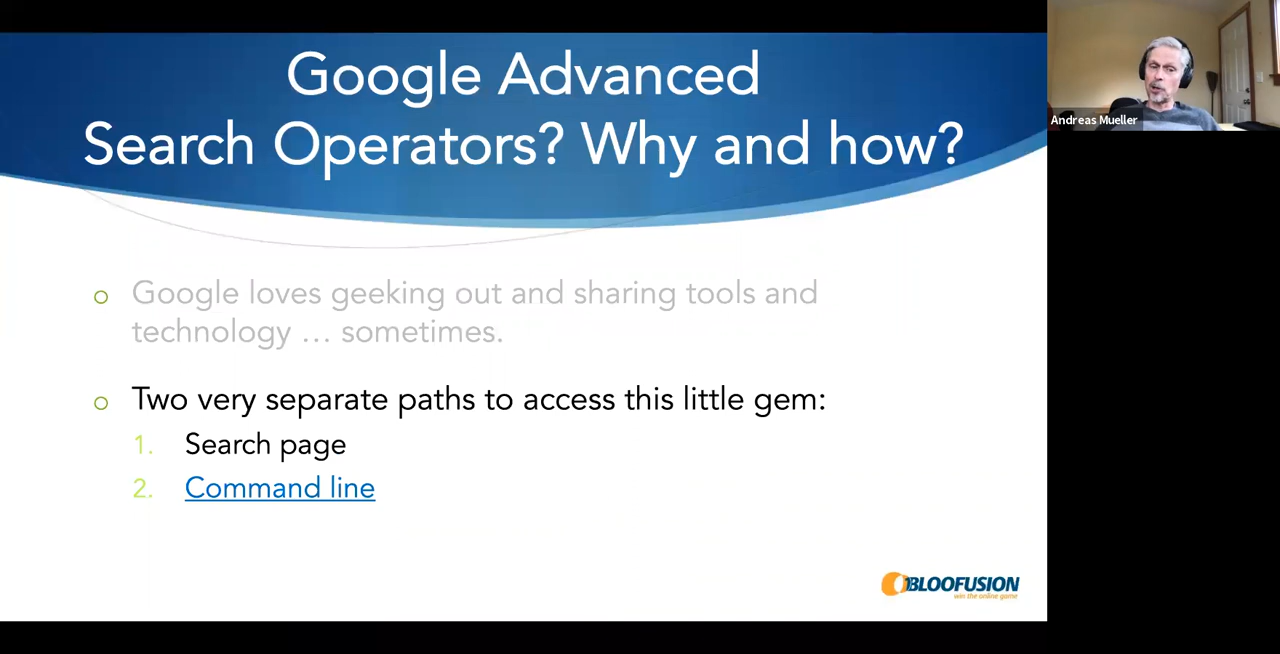 Google Advanced
Search Operators? Why and how?
Andreas Mueller
Google loves geeking out and sharing tools and
technology … sometimes.
Two very separate paths to access this little gem:
1. Search page
2. Command line
BLOOFUSION
win the online game